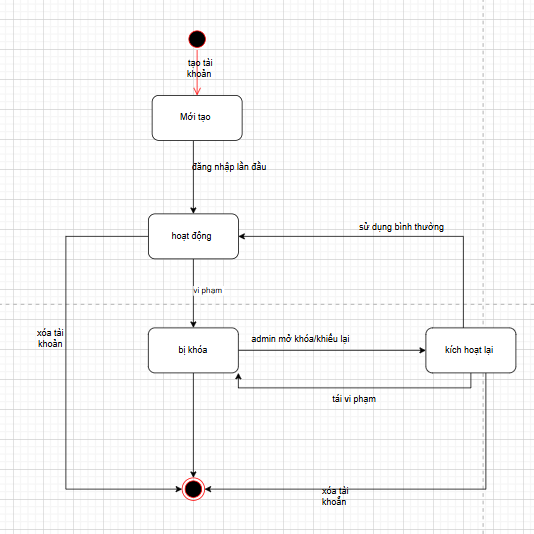 tạo tài
khoản
Mới tạo
đăng nhập lần đầu
sử dụng bình thường
hoạt động
vi phạm
xóa tài
khoản
admin mở khóa/khiếu lại
bị khóa
kích hoạt lại
tái vi phạm
xóa tài
khoản